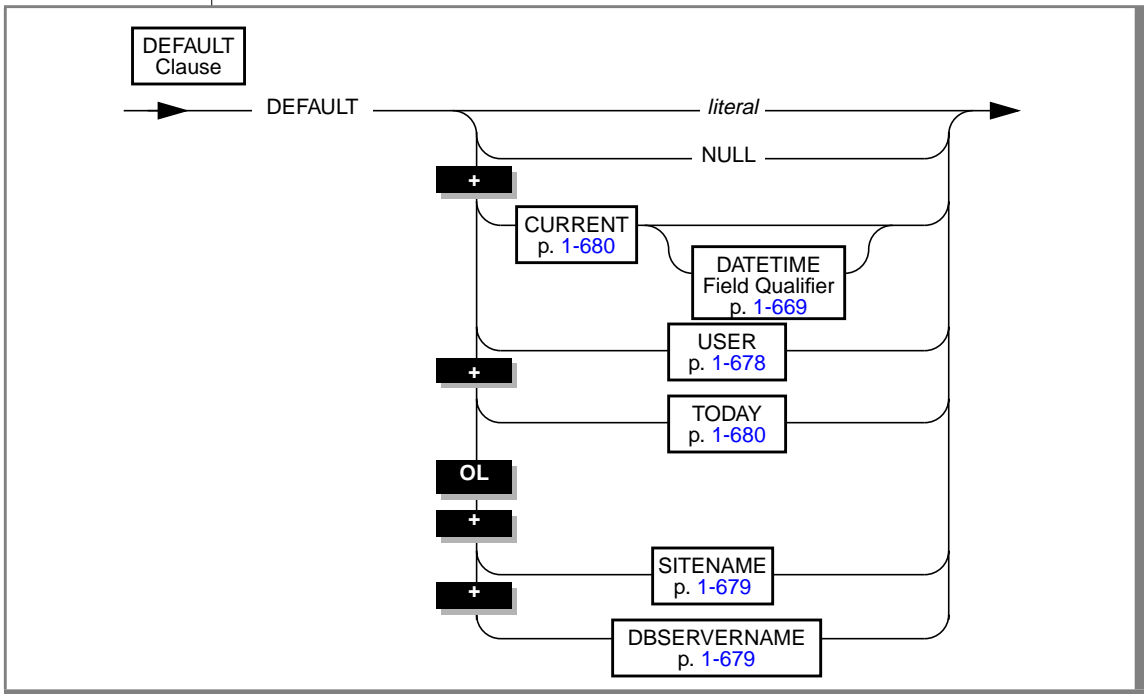 DEFAULT
Clause
DEFAULT
literal
NULL
+
CURRENT
p. 1-680
DATETIME
Field Qualifier
p. 1-669
USER
p. 1-678
+
TODAY
p. 1-680
OL
+
SITENAME
p. 1-679
+
DBSERVERNAME
p. 1-679